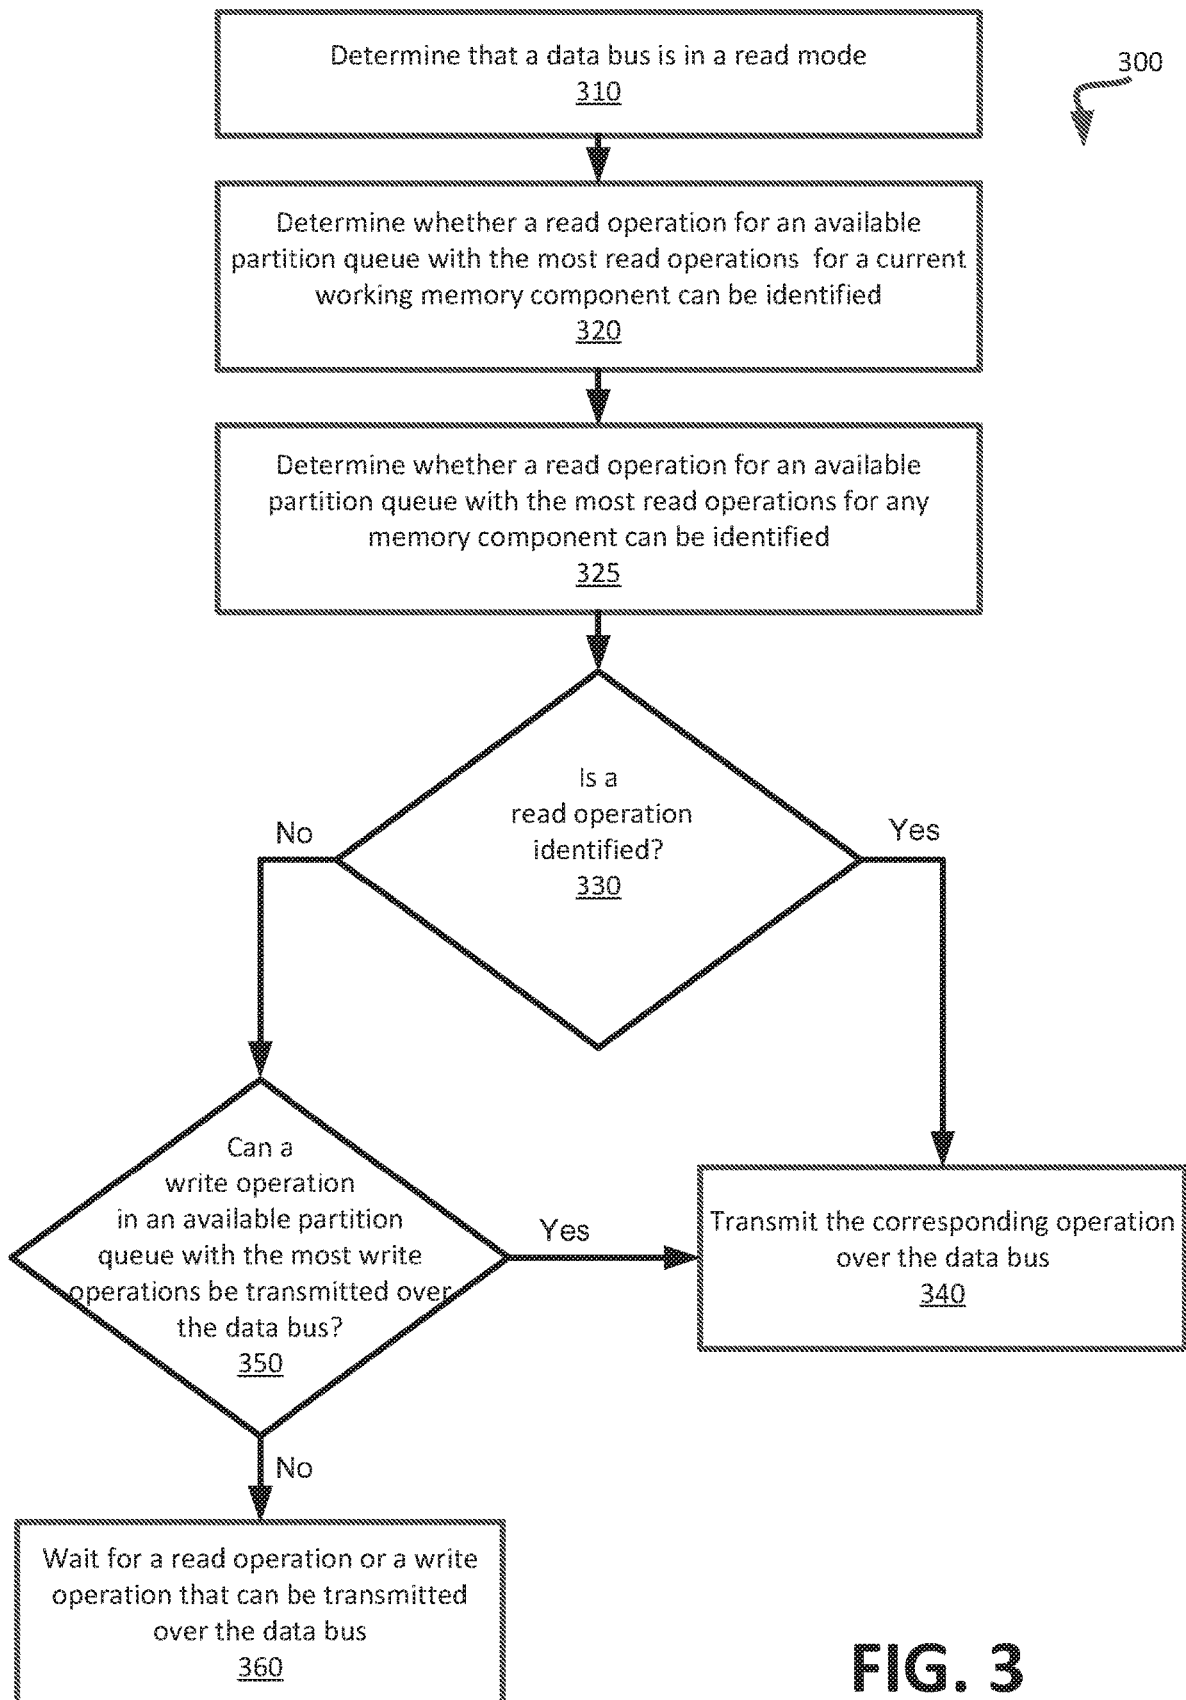 Determine that a data bus is in a read mode
310
300
Determine whether a read operation for an available
partition queue with the most read operations for a current
working memory component can be identified
320
Determine whether a read operation for an available
partition queue with the most read operations for any
memory component can be identified
325
Is a
read operation
identified?
330
No
Yes
Can a
write operation
in an available partition
queue with the most write
operations be transmitted over
the data bus?
350
Yes
Transmit the corresponding operation
over the data bus
340
No
Wait for a read operation or a write
operation that can be transmitted
over the data bus
360
FIG. 3